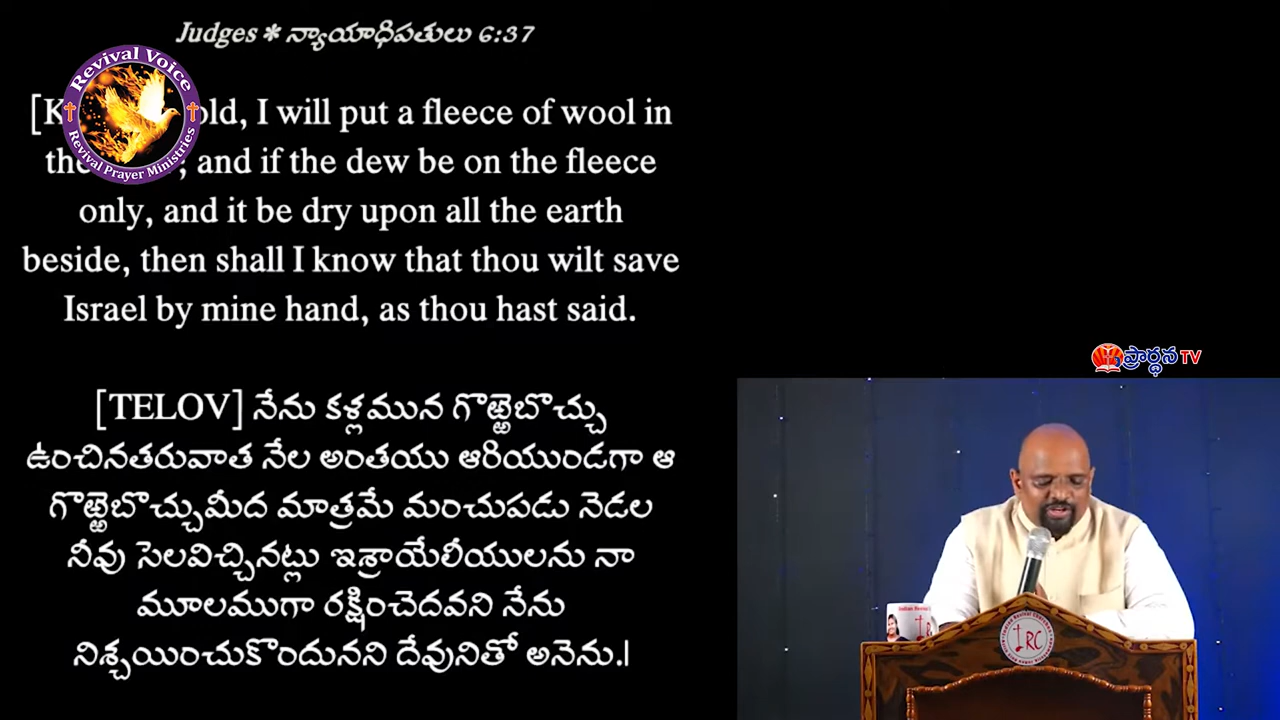 Judges * న్యాయాధిపతులు 6:37
Revival Voice
Revival Prayer Ministries
I will put a fleece of wool in
and if the dew be on the fleece
only, and it be dry upon all the earth
beside, then shall I know that thou wilt save
Israel by mine hand, as thou hast said.
[TELOV] నేను కళ్లమున గొఱ్ఱెబొచ్చు
ఉంచినతరువాత నేల అంతయు ఆరియుండగా ఆ
గొఱ్ఱెబొచ్చుమీద మాత్రమే మంచుపడు నెడల
నీవు సెలవిచ్చినట్లు ఇశ్రాయేలీయులను నా
మూలముగా రక్షించెదవని నేను
నిశ్చయించుకొందునని దేవునితో అనెను.|
ప్రార్థన TV
IRC